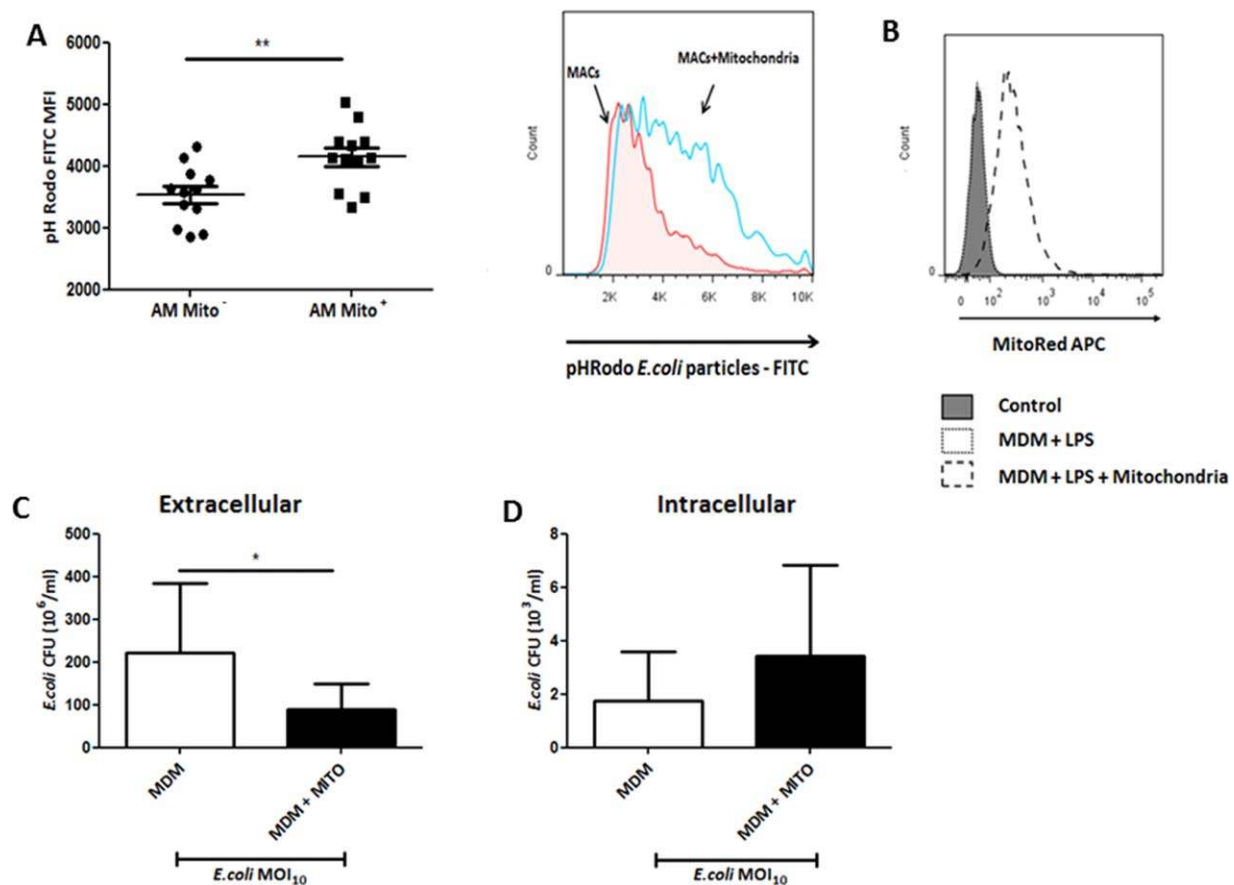 A
6000
5000
4000
3000
2000
pH Rodo FITC MFI
**
AM Mito-
AM Mito+
Count
0
MACs
MACs+Mitochondria
2K 4K 6K 8K 10K
pHRodo E.coli particles - FITC
B
Count
0
0 10² 10³ 10⁴ 10⁵
MitoRed APC
Control
MDM + LPS
MDM + LPS + Mitochondria
C
Extracellular
500
400
300
200
100
0
E.coli CFU (10⁶/ml)
*
MDM
MDM + MITO
E.coli MOI₁₀
D
Intracellular
8
6
4
2
0
E.coli CFU (10³/ml)
MDM
MDM + MITO
E.coli MOI₁₀